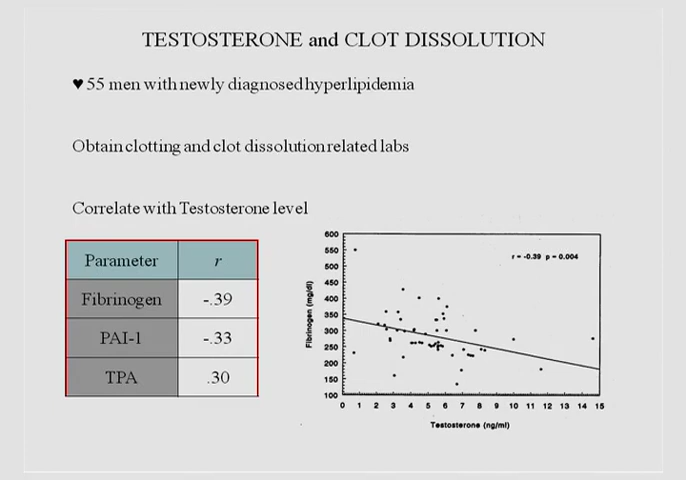 TESTOSTERONE and CLOT DISSOLUTION
♥ 55 men with newly diagnosed hyperlipidemia
Obtain clotting and clot dissolution related labs
Correlate with Testosterone level
Parameter r
Fibrinogen -.39
PAI-1 -.33
TPA .30
r = -0.39 p = 0.004
Fibrinogen (mg/dl)
600
550
500
450
400
350
300
250
200
150
100
0 1 2 3 4 5 6 7 8 9 10 11 12 13 14 15
Testosterone (ng/ml)